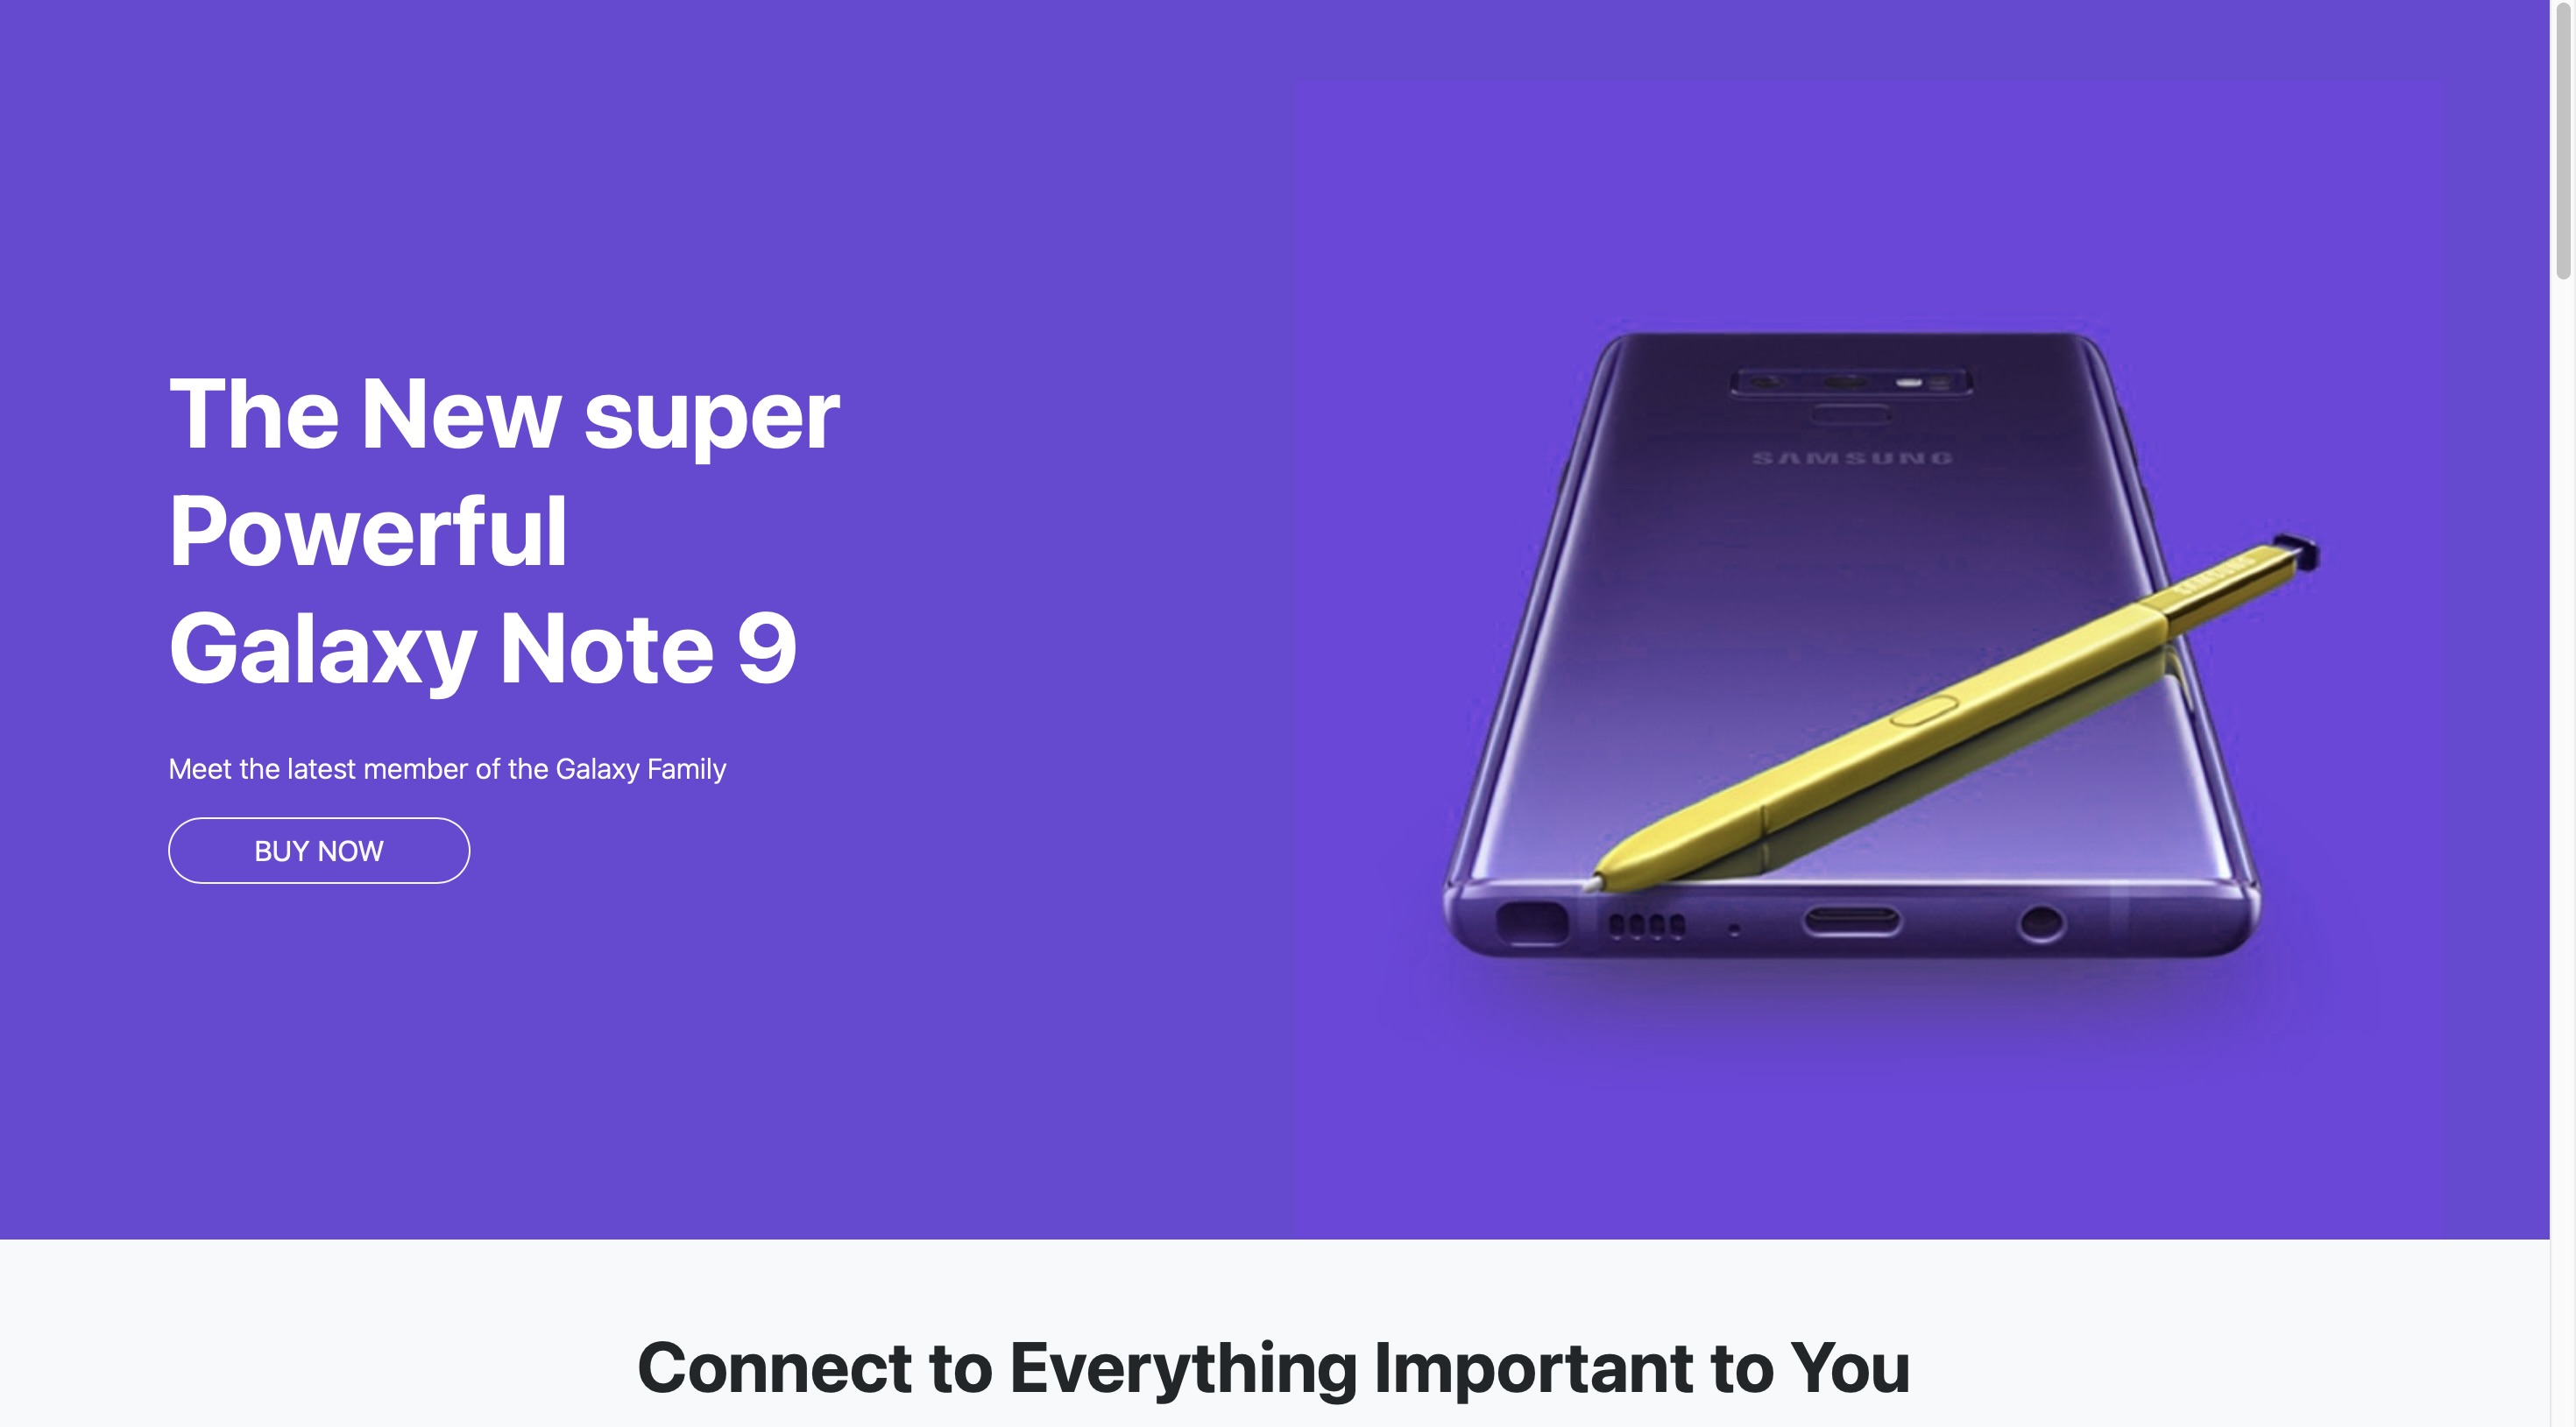 The New super
Powerful
Galaxy Note 9
Meet the latest member of the Galaxy Family
BUY NOW
SAMSUNG
SAMSUNG
Connect to Everything Important to You